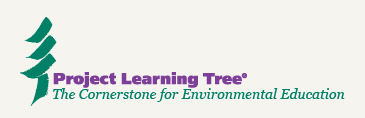 Project Learning Tree®
The Cornerstone for Environmental Education